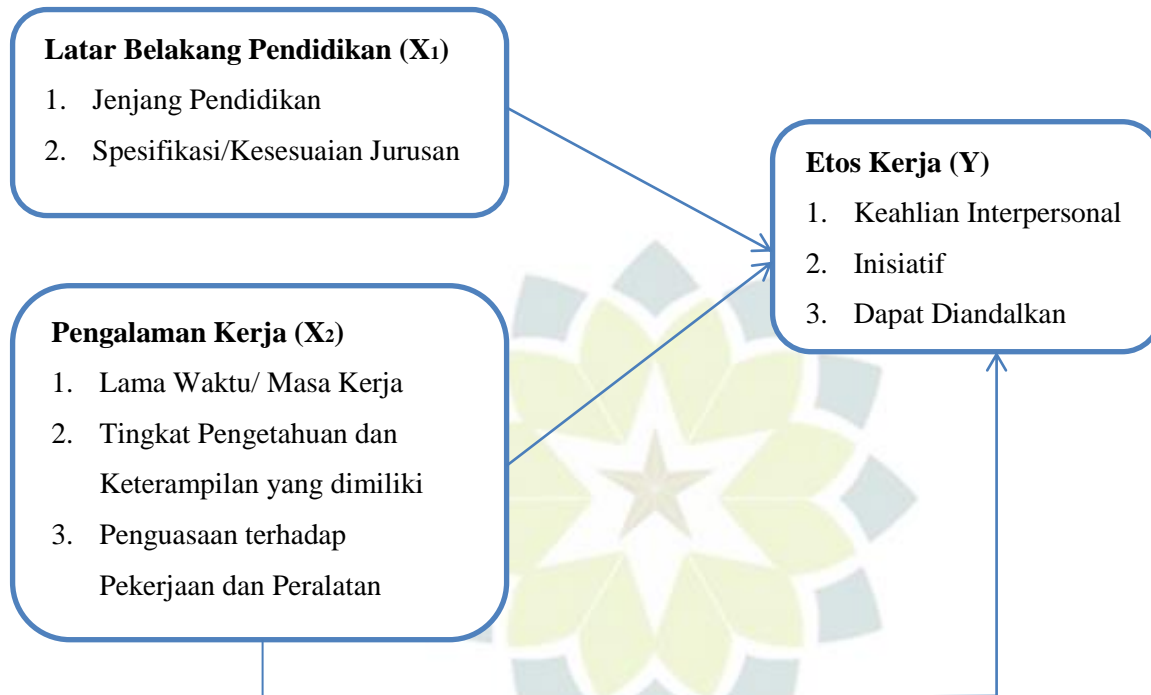 Latar Belakang Pendidikan (X1)
1. Jenjang Pendidikan
2. Spesifikasi/Kesesuaian Jurusan
Etos Kerja (Y)
1. Keahlian Interpersonal
2. Inisiatif
3. Dapat Diandalkan
Pengalaman Kerja (X2)
1. Lama Waktu/ Masa Kerja
2. Tingkat Pengetahuan dan
Keterampilan yang dimiliki
3. Penguasaan terhadap
Pekerjaan dan Peralatan